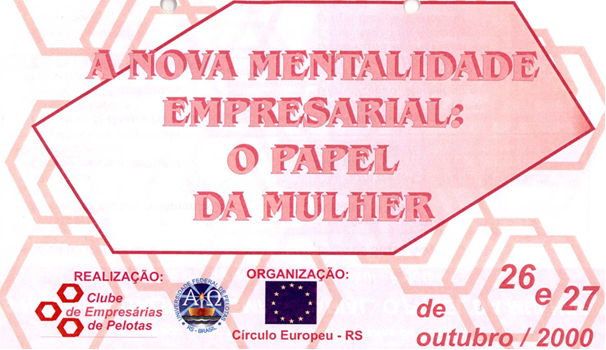 A NOVA MENTALIDADE
EMPRESARIAL:
O PAPEL
DA MULHER
REALIZAÇÃO:
Clube
de Empresárias
de Pelotas
UNIVERSIDADE FEDERAL DE PELOTAS
RS - BRASIL
ORGANIZAÇÃO:
Círculo Europeu - RS
26 e 27
de
outubro / 2000